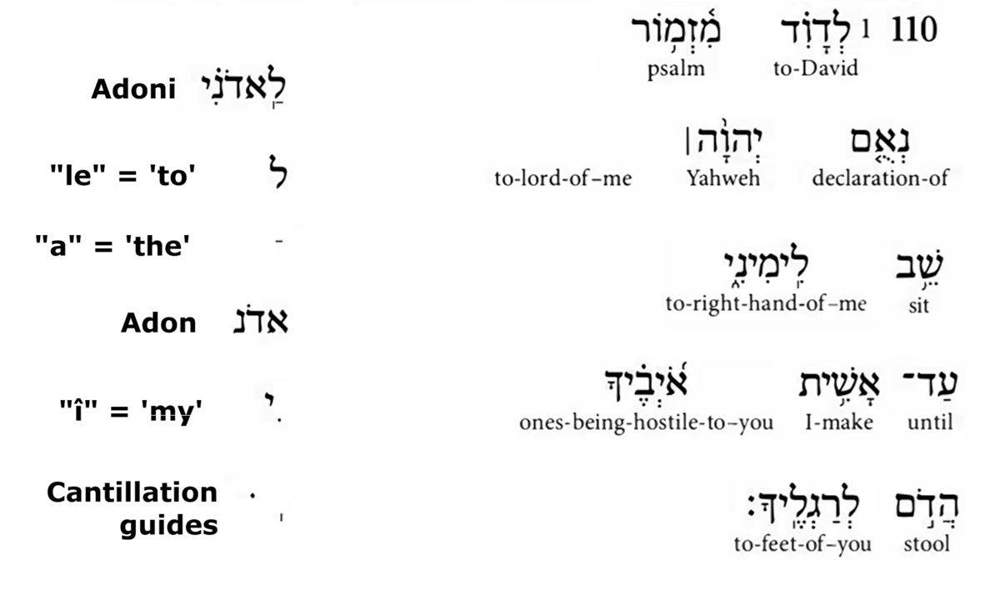 Adoni לַֽאדֹנִ֗י
"le" = 'to' ל
"a" = 'the' -
Adon אדֹנ
"î" = 'my' יִ
Cantillation
guides
110 1 לְדָוִ֗ד מִ֫זְמ֥וֹר
to-David psalm
נְאֻ֤ם יְהוָ֨ה ׀
declaration-of Yahweh to-lord-of–me
שֵׁ֥ב לִֽימִינִ֑י
sit to-right-hand-of–me
עַד־ אָשִׁ֥ית אֹ֝יְבֶ֗יךָ
until I-make ones-being-hostile-to–you
הֲדֹ֣ם לְרַגְלֶֽיךָ׃
stool to-feet-of–you